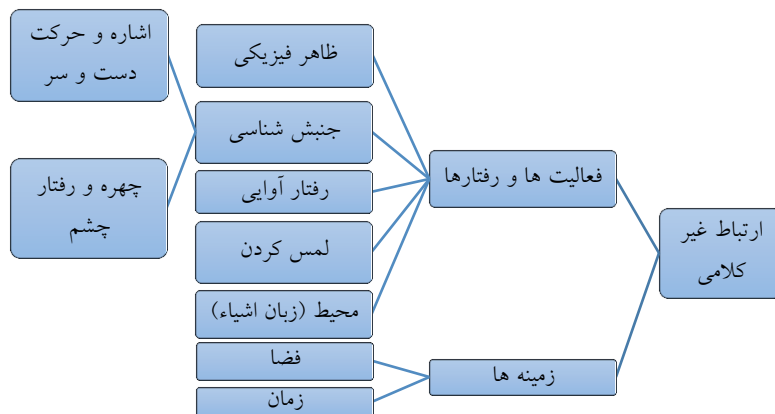 ارتباط غیر
کلامی
فعالیت ها و رفتارها
ظاهر فیزیکی
جنبش شناسی
اشاره و حرکت
دست و سر
چهره و رفتار
چشم
رفتار آوایی
لمس کردن
محیط (زبان اشیاء)
زمینه ها
فضا
زمان